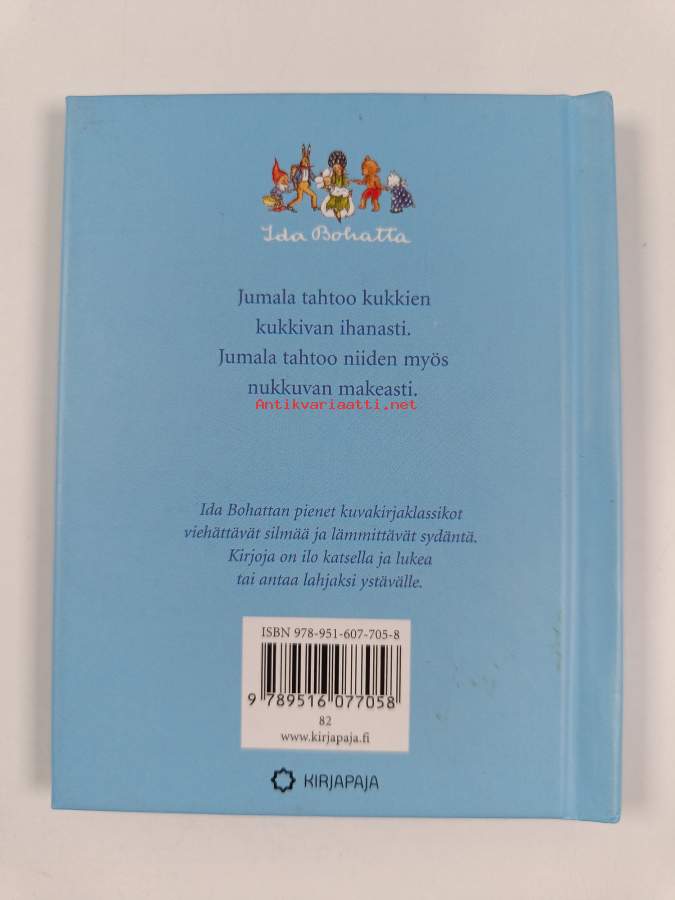 Ida Bohatta
Jumala tahtoo kukkien
kukkivan ihanasti.
Jumala tahtoo niiden myös
nukkuvan makeasti.
Antikvariaatti.net
Ida Bohattan pienet kuvakirjaklassikot
viehättävät silmää ja lämmittävät sydäntä.
Kirjoja on ilo katsella ja lukea
tai antaa lahjaksi ystävälle.
ISBN 978-951-607-705-8
9 789516 077058
82
www.kirjapaja.fi
KIRJAPAJA